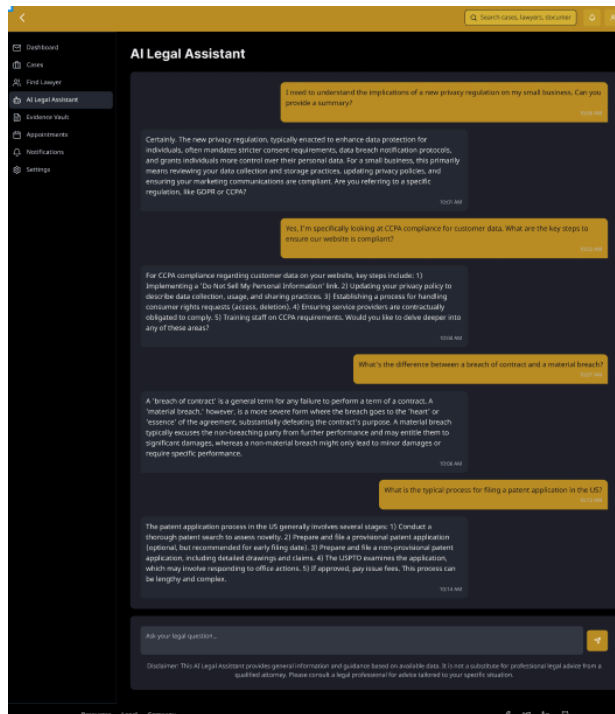 Search cases, lawyers, documer
Dashboard
Cases
Find Lawyer
AI Legal Assistant
Evidence Vault
Appointments
Notifications
Settings
AI Legal Assistant
I need to understand the implications of a new privacy regulation on my small business. Can you
provide a summary?
Certainly. The new privacy regulation, typically enacted to enhance data protection for
individuals, often mandates stricter consent requirements, data breach notification protocols,
and grants individuals more control over their personal data. For a small business, this primarily
means reviewing your data collection and storage practices, updating privacy policies, and
ensuring your marketing communications are compliant. Are you referring to a specific
regulation, like GDPR or CCPA?
10:01 AM
Yes, I'm specifically looking at CCPA compliance for customer data. What are the key steps to
ensure our website is compliant?
For CCPA compliance regarding customer data on your website, key steps include: 1)
Implementing a 'Do Not Sell My Personal Information' link. 2) Updating your privacy policy to
describe data collection, usage, and sharing practices. 3) Establishing a process for handling
consumer rights requests (access, deletion). 4) Ensuring service providers are contractually
obligated to comply. 5) Training staff on CCPA requirements. Would you like to delve deeper into
any of these areas?
What's the difference between a breach of contract and a material breach?
A 'breach of contract' is a general term for any failure to perform a term of a contract. A
'material breach,' however, is a more severe form where the breach goes to the 'heart' or
'essence' of the agreement, substantially defeating the contract's purpose. A material breach
typically excuses the non-breaching party from further performance and may entitle them to
significant damages, whereas a non-material breach might only lead to minor damages or
require specific performance.
What is the typical process for filing a patent application in the US?
The patent application process in the US generally involves several stages: 1) Conduct a
thorough patent search to assess novelty. 2) Prepare and file a provisional patent application
(optional, but recommended for early filing date). 3) Prepare and file a non-provisional patent
application, including detailed drawings and claims. 4) The USPTO examines the application,
which may involve responding to office actions. 5) If approved, pay issue fees. This process can
be lengthy and complex.
10:14 AM
Ask your legal question...
Disclaimer: This AI Legal Assistant provides general information and guidance based on available data. It is not a substitute for professional legal advice from a
qualified attorney. Please consult a legal professional for advice tailored to your specific situation.